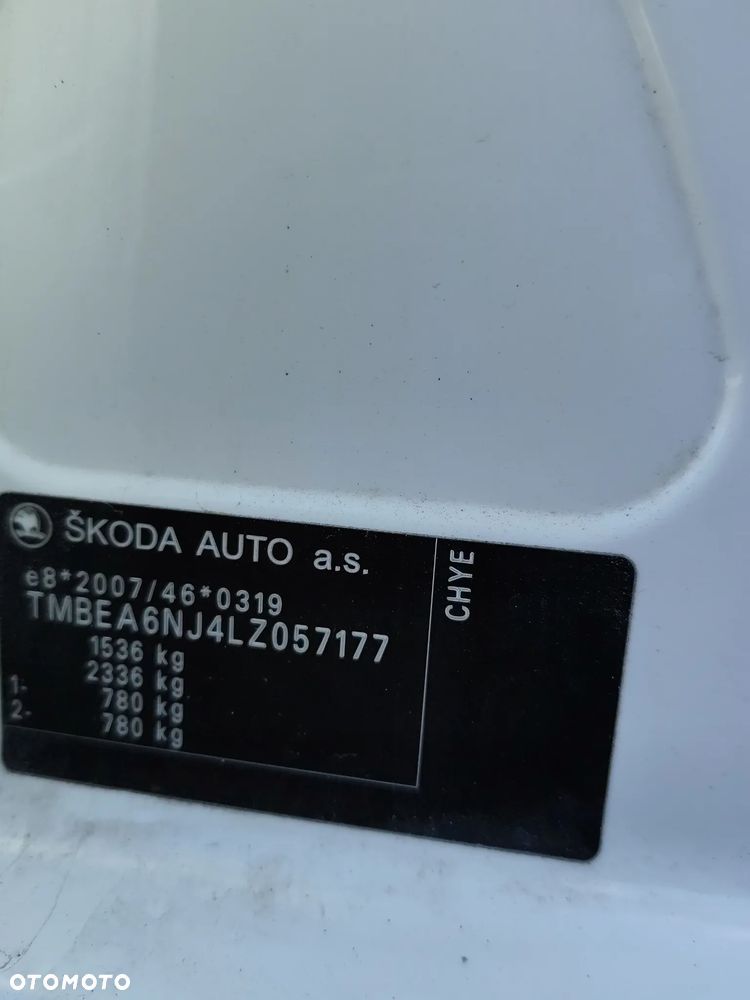 ŠKODA AUTO a.s.
e8*2007/46*0319
TMBEA6NJ4LZ057177
1536 kg
2336 kg
1- 780 kg
2- 780 kg
CHYE
OTOMOTO